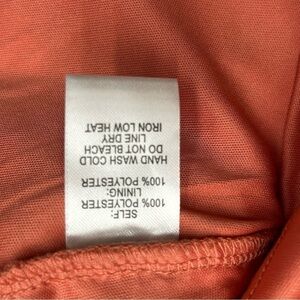 SELF:
100% POLYESTER
LINING:
100% POLYESTER
HAND WASH COLD
DO NOT BLEACH
LINE DRY
IRON LOW HEAT